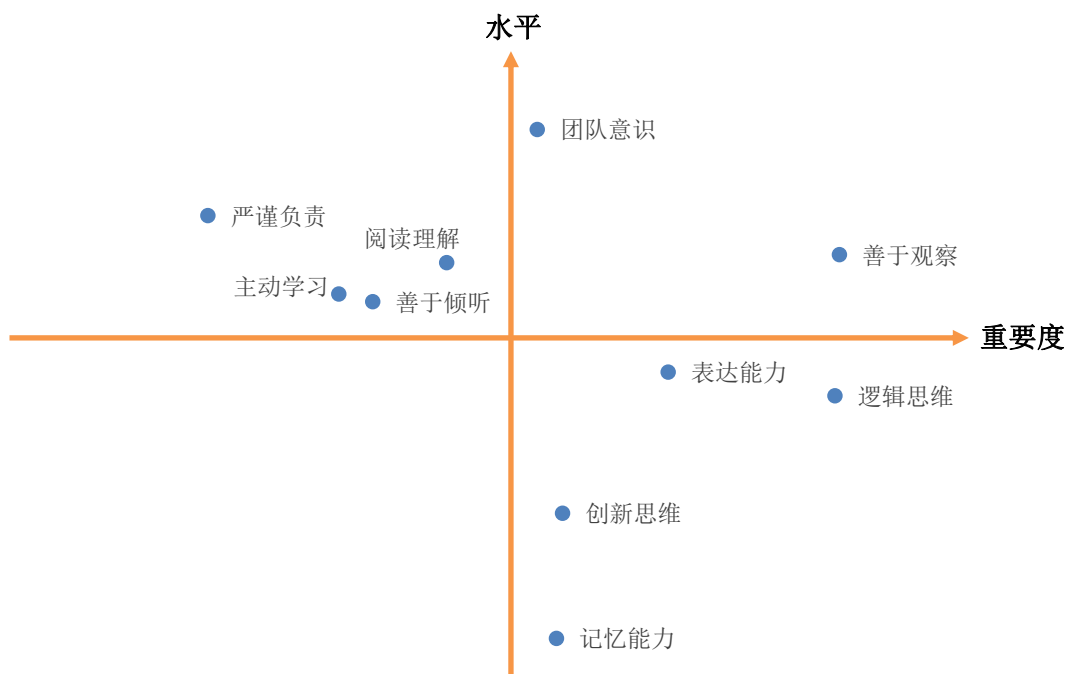 水平
团队意识
严谨负责
阅读理解
善于观察
主动学习
善于倾听
重要度
表达能力
逻辑思维
创新思维
记忆能力